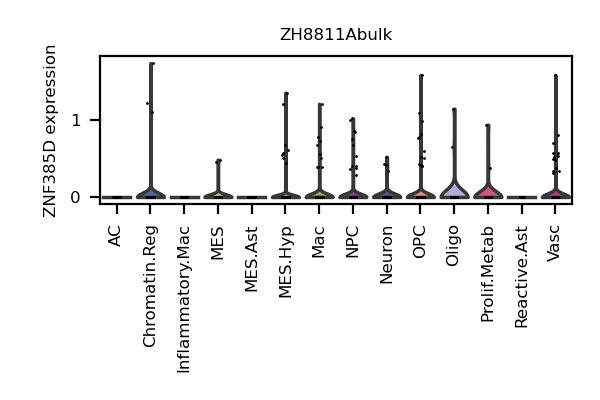 ZH8811Abulk
ZNF385D expression
1
0
AC
Chromatin.Reg
Inflammatory.Mac
MES
MES.Ast
MES.Hyp
Mac
NPC
Neuron
OPC
Oligo
Prolif.Metab
Reactive.Ast
Vasc